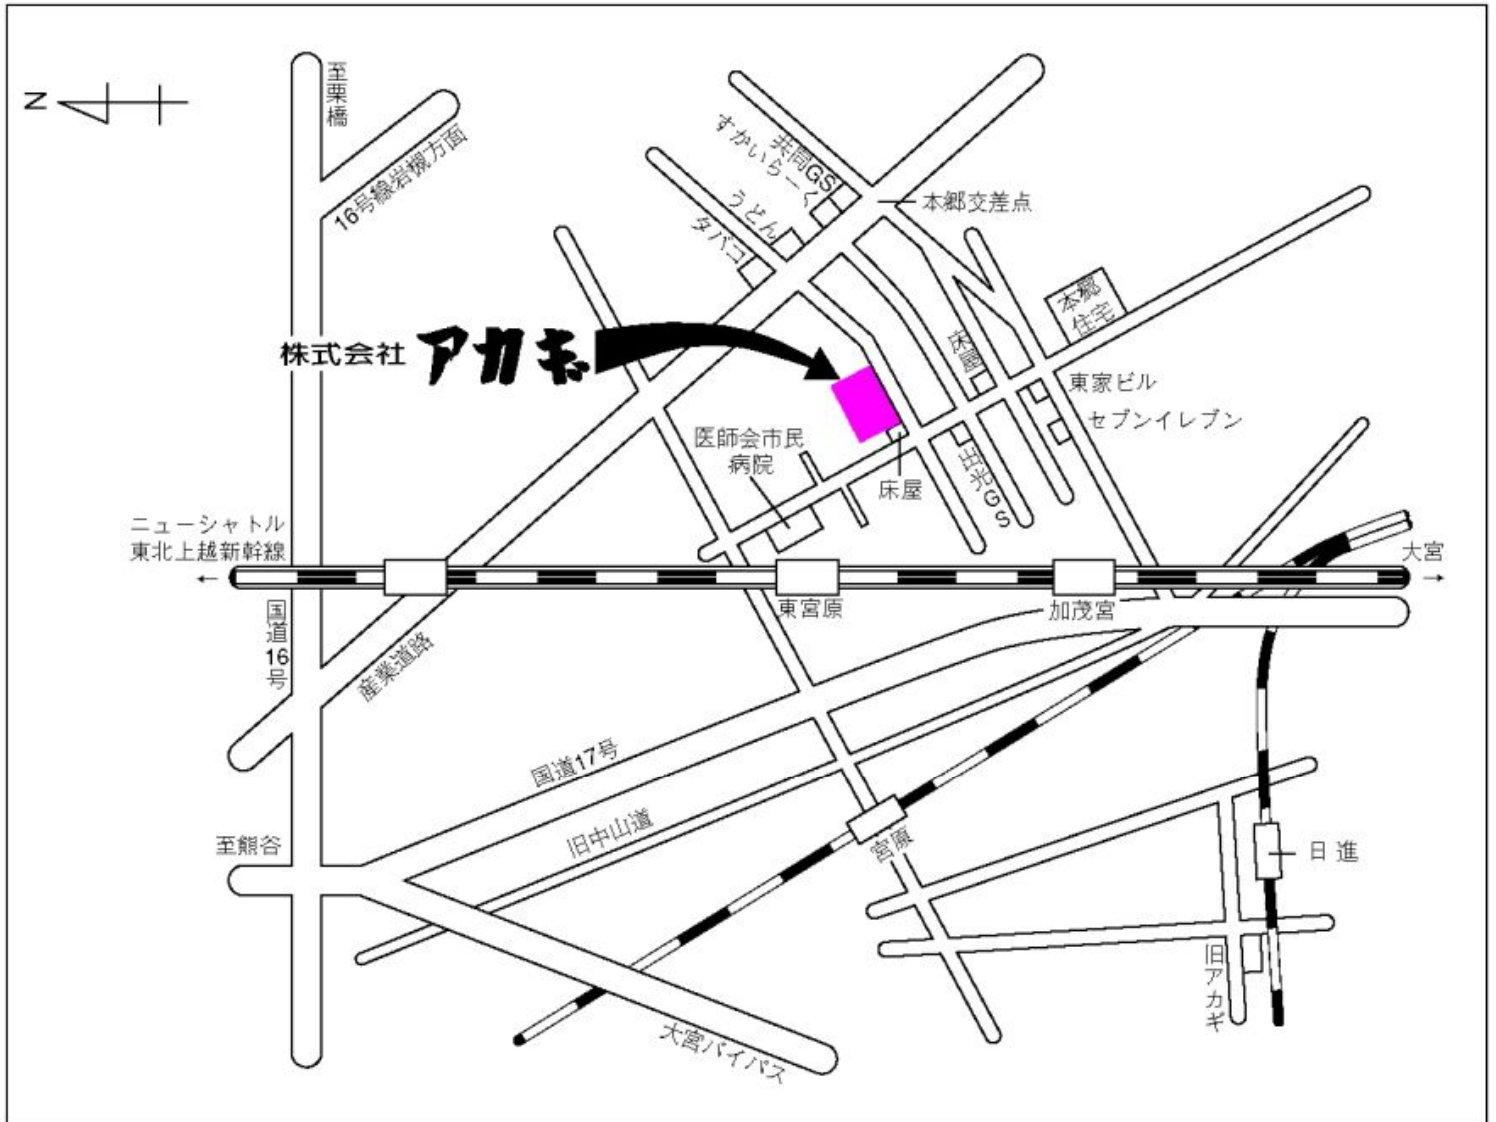 N
至栗橋
16号線岩槻方面
共同GS
すかいらーく
うどん
タバコ
本郷交差点
本郷
住宅
株式会社 アカギ
床屋
東家ビル
セブンイレブン
医師会市民
病院
床屋
出光GS
ニューシャトル
東北上越新幹線
←
大宮
→
東宮原
加茂宮
国道16号
産業道路
国道17号
旧中山道
至熊谷
宮原
日進
旧アカギ
大宮バイパス